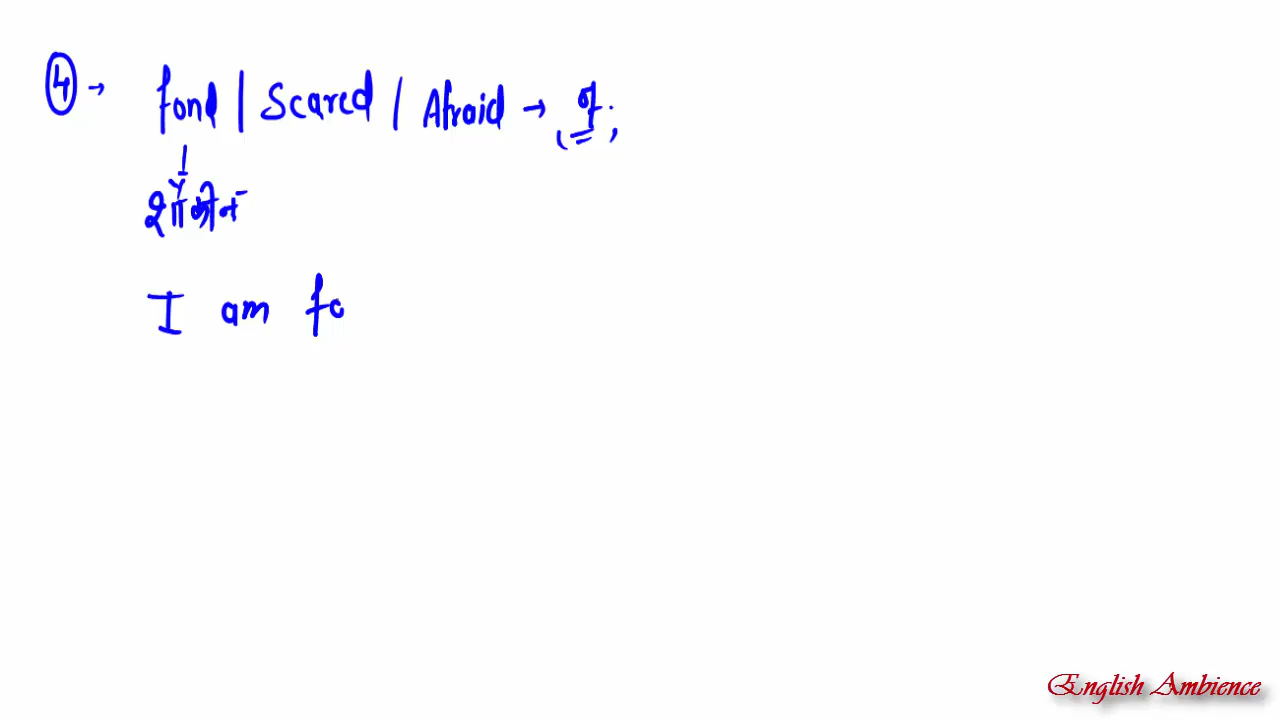 ④ → fond | Scared | Afraid → of
शौकीन
I am fo
English Ambience